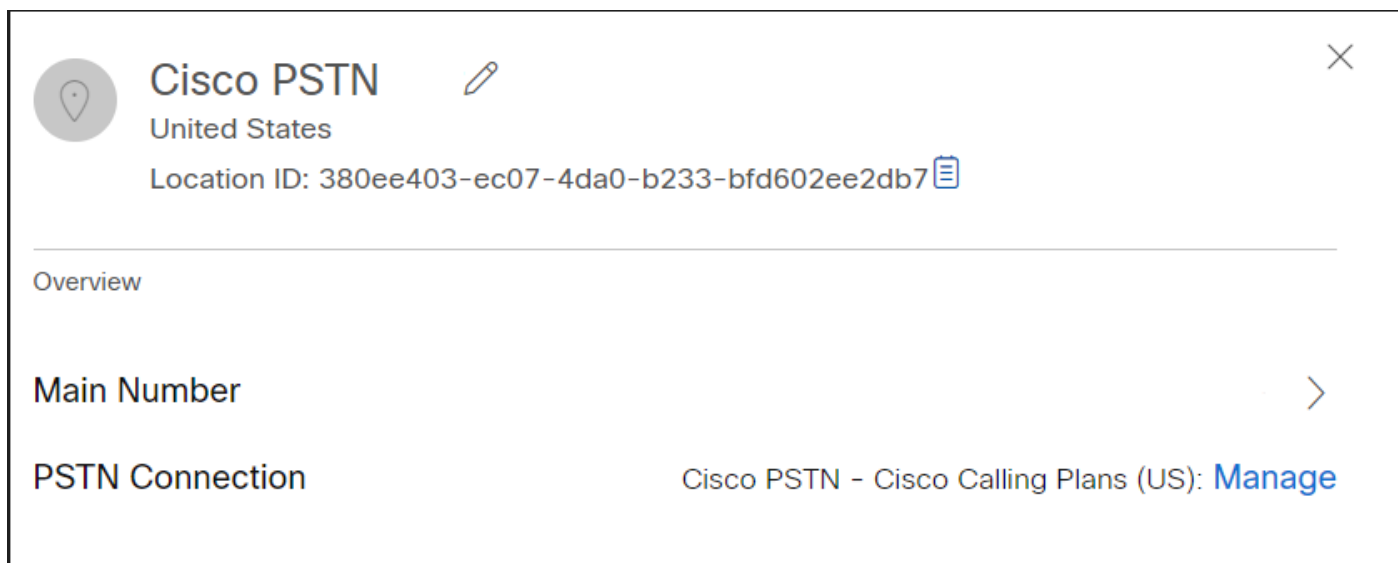 Cisco PSTN
United States
Location ID: 380ee403-ec07-4da0-b233-bfd602ee2db7
Overview
Main Number
PSTN Connection Cisco PSTN - Cisco Calling Plans (US): Manage